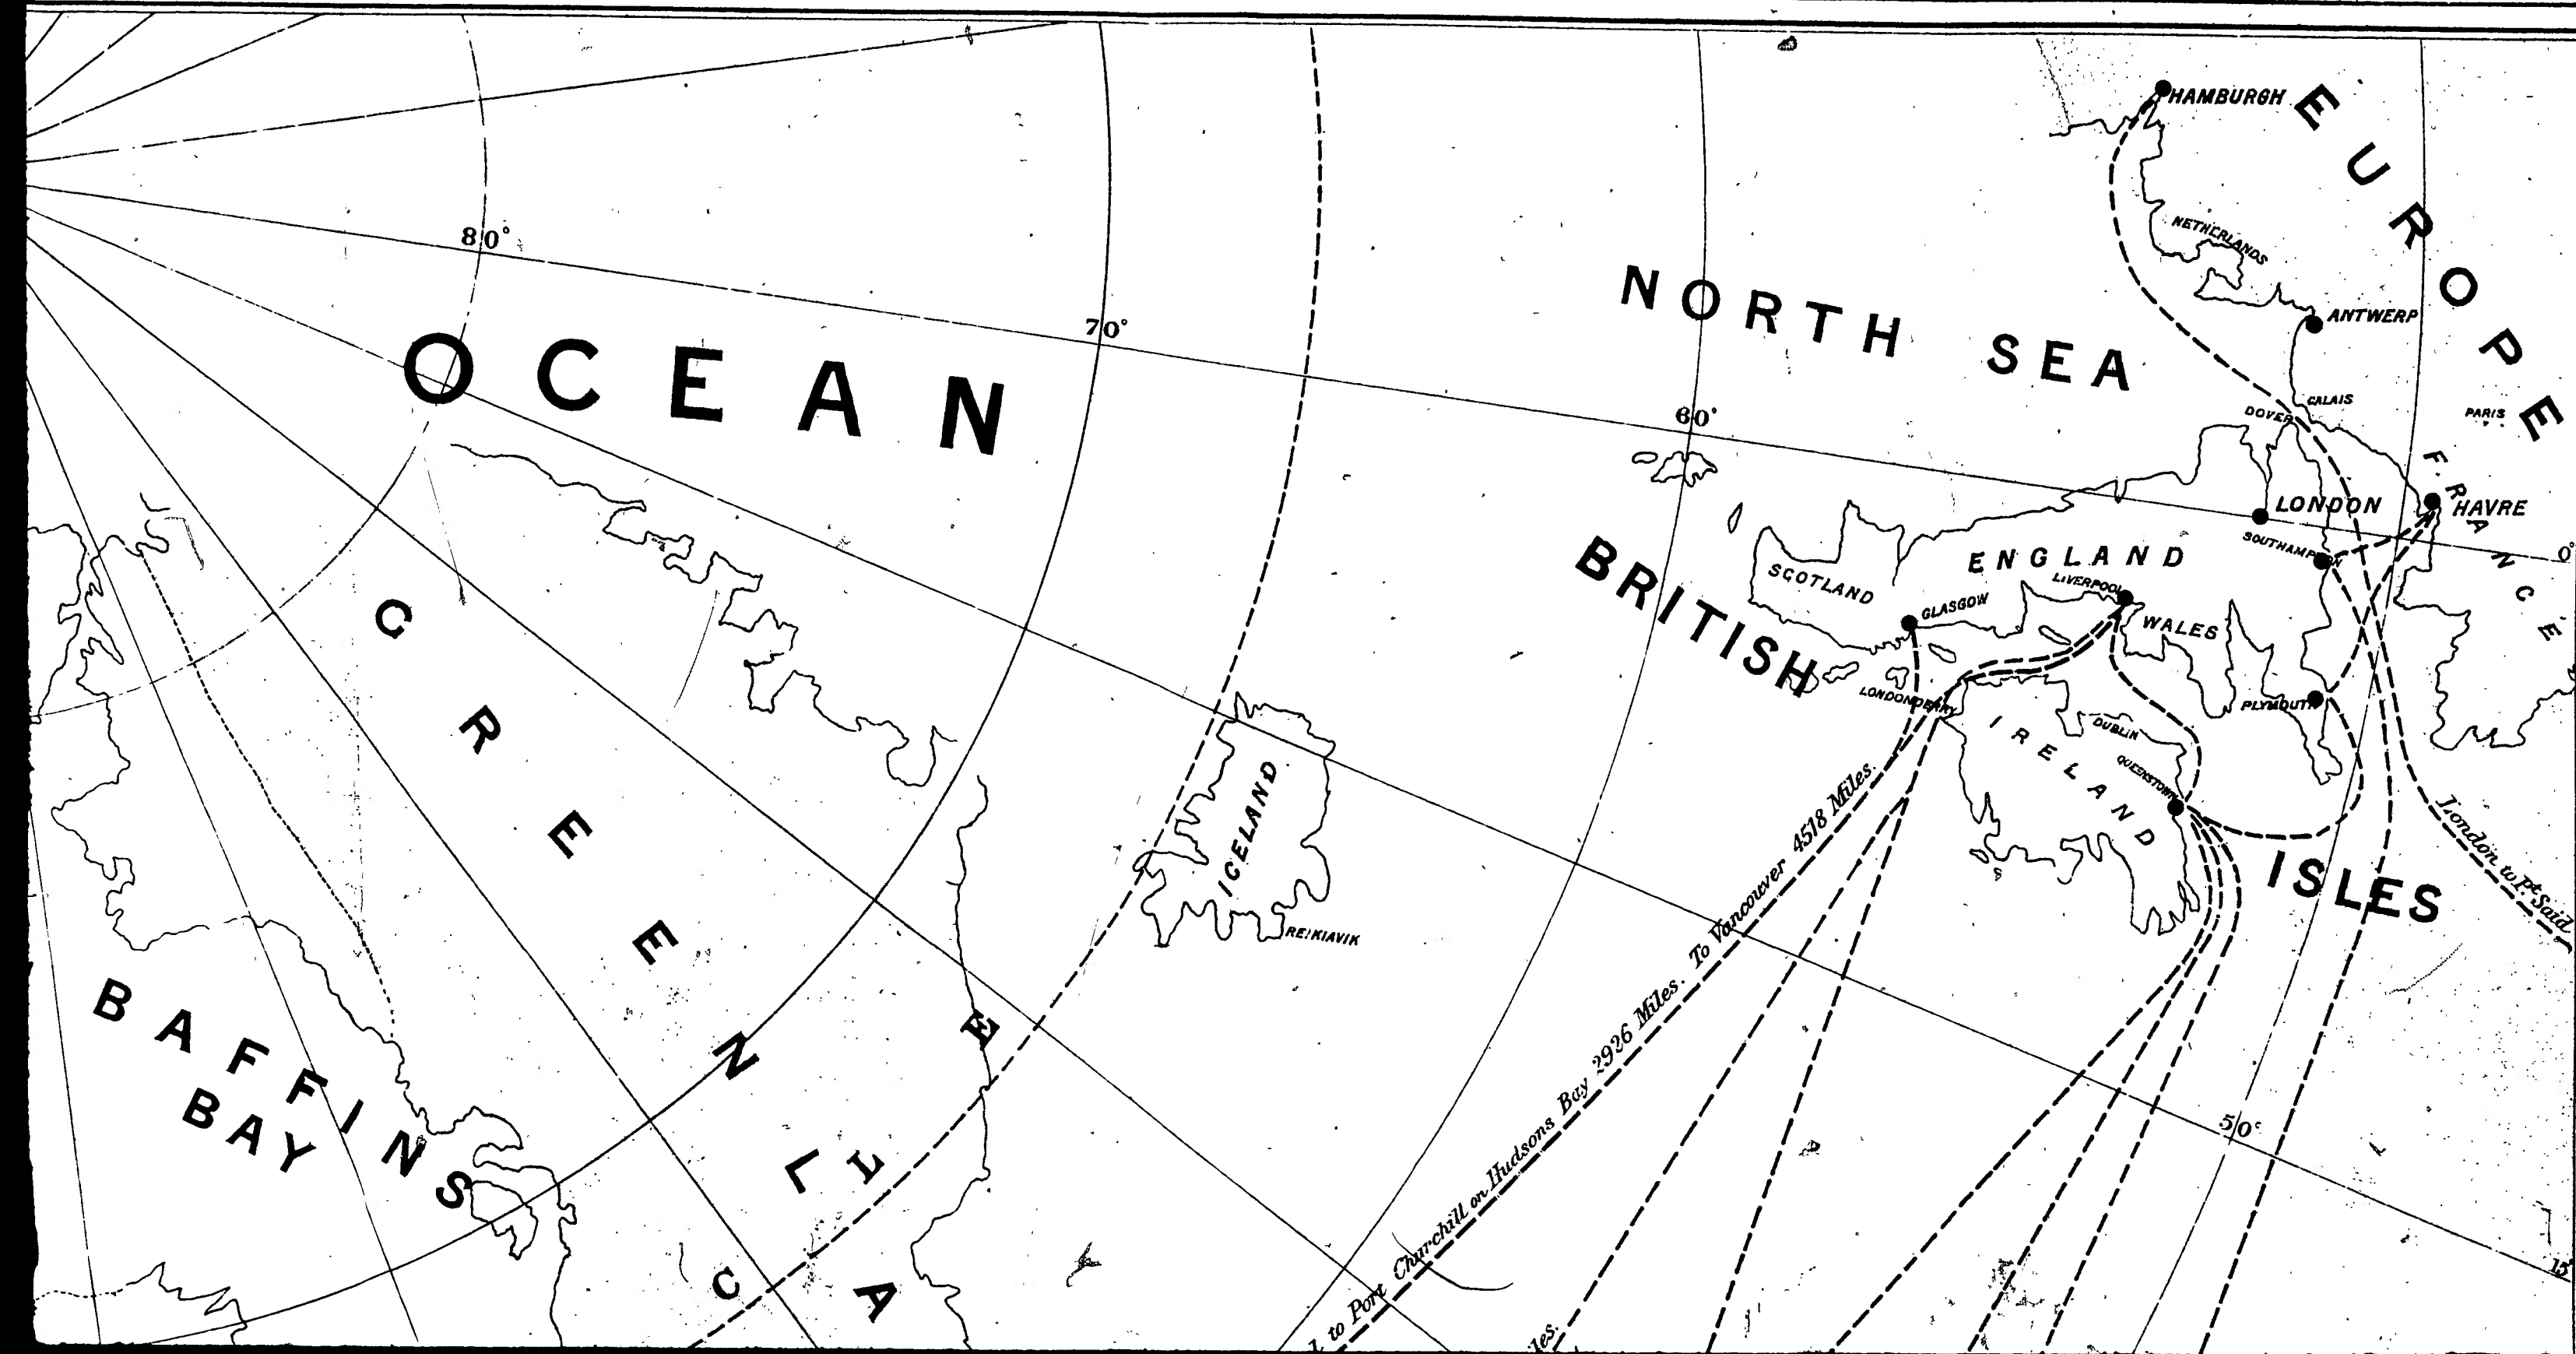 HAMBURGH
EUROPE
NETHERLANDS
80°
OCEAN
70°
NORTH SEA
ANTWERP
60°
DOVER
CALAIS
PARIS
FRANCE
LONDON
HAVRE
SOUTHAMPTON
0°
BRITISH
SCOTLAND
ENGLAND
LIVERPOOL
GLASGOW
WALES
LONDONDERRY
IRELAND
DUBLIN
PLYMOUTH
QUEENSTOWN
ISLES
London to Pt. Said
GREENL
ICELAND
REIKIAVIK
to Port Churchill on Hudsons Bay 2926 Miles. To Vancouver 4518 Miles.
BAFFINS
BAY
C
L
E
A
50°
15